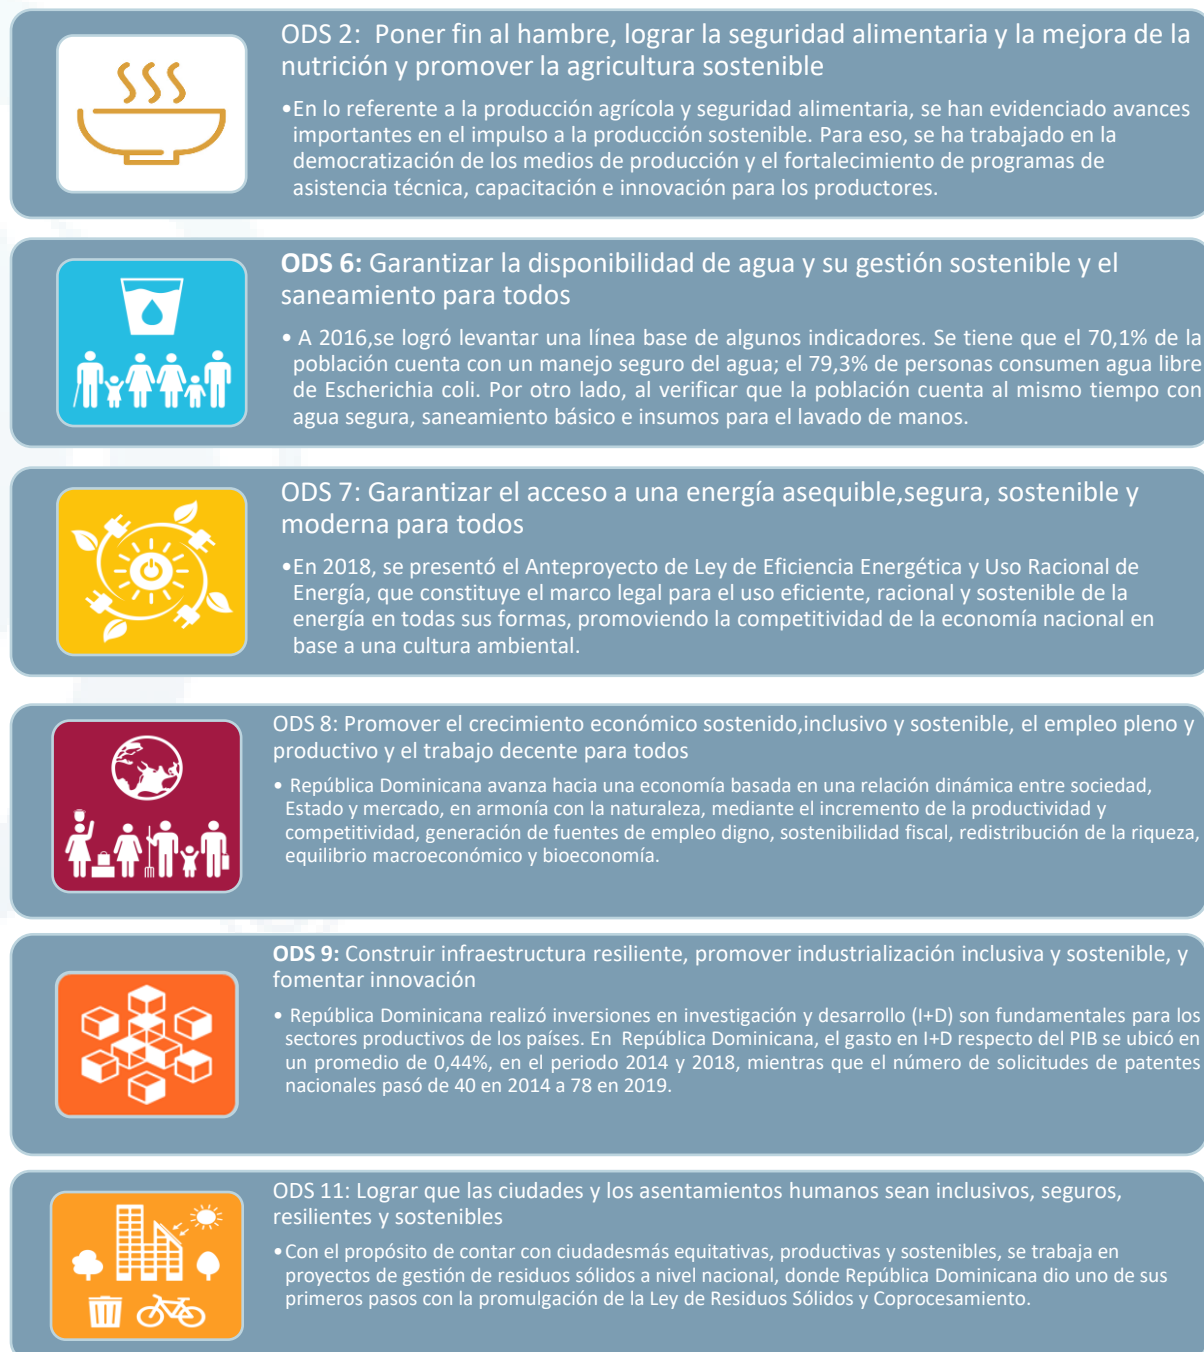 ODS 2:  Poner fin al hambre, lograr la seguridad alimentaria y la mejora de la
nutrición y promover la agricultura sostenible
•En lo referente a la producción agrícola y seguridad alimentaria, se han evidenciado avances
importantes en el impulso a la producción sostenible. Para eso, se ha trabajado en la
democratización de los medios de producción y el fortalecimiento de programas de
asistencia técnica, capacitación e innovación para los productores.
ODS 6: Garantizar la disponibilidad de agua y su gestión sostenible y el
saneamiento para todos
• A 2016,se logró levantar una línea base de algunos indicadores. Se tiene que el 70,1% de la
población cuenta con un manejo seguro del agua; el 79,3% de personas consumen agua libre
de Escherichia coli. Por otro lado, al verificar que la población cuenta al mismo tiempo con
agua segura, saneamiento básico e insumos para el lavado de manos.
ODS 7: Garantizar el acceso a una energía asequible,segura, sostenible y
moderna para todos
•En 2018, se presentó el Anteproyecto de Ley de Eficiencia Energética y Uso Racional de
Energía, que constituye el marco legal para el uso eficiente, racional y sostenible de la
energía en todas sus formas, promoviendo la competitividad de la economía nacional en
base a una cultura ambiental.
ODS 8: Promover el crecimiento económico sostenido,inclusivo y sostenible, el empleo pleno y
productivo y el trabajo decente para todos
• República Dominicana avanza hacia una economía basada en una relación dinámica entre sociedad,
Estado y mercado, en armonía con la naturaleza, mediante el incremento de la productividad y
competitividad, generación de fuentes de empleo digno, sostenibilidad fiscal, redistribución de la riqueza,
equilibrio macroeconómico y bioeconomía.
ODS 9: Construir infraestructura resiliente, promover industrialización inclusiva y sostenible, y
fomentar innovación
• República Dominicana realizó inversiones en investigación y desarrollo (I+D) son fundamentales para los
sectores productivos de los países. En  República Dominicana, el gasto en I+D respecto del PIB se ubicó en
un promedio de 0,44%, en el periodo 2014 y 2018, mientras que el número de solicitudes de patentes
nacionales pasó de 40 en 2014 a 78 en 2019.
ODS 11: Lograr que las ciudades y los asentamientos humanos sean inclusivos, seguros,
resilientes y sostenibles
•Con el propósito de contar con ciudadesmás equitativas, productivas y sostenibles, se trabaja en
proyectos de gestión de residuos sólidos a nivel nacional, donde República Dominicana dio uno de sus
primeros pasos con la promulgación de la Ley de Residuos Sólidos y Coprocesamiento.